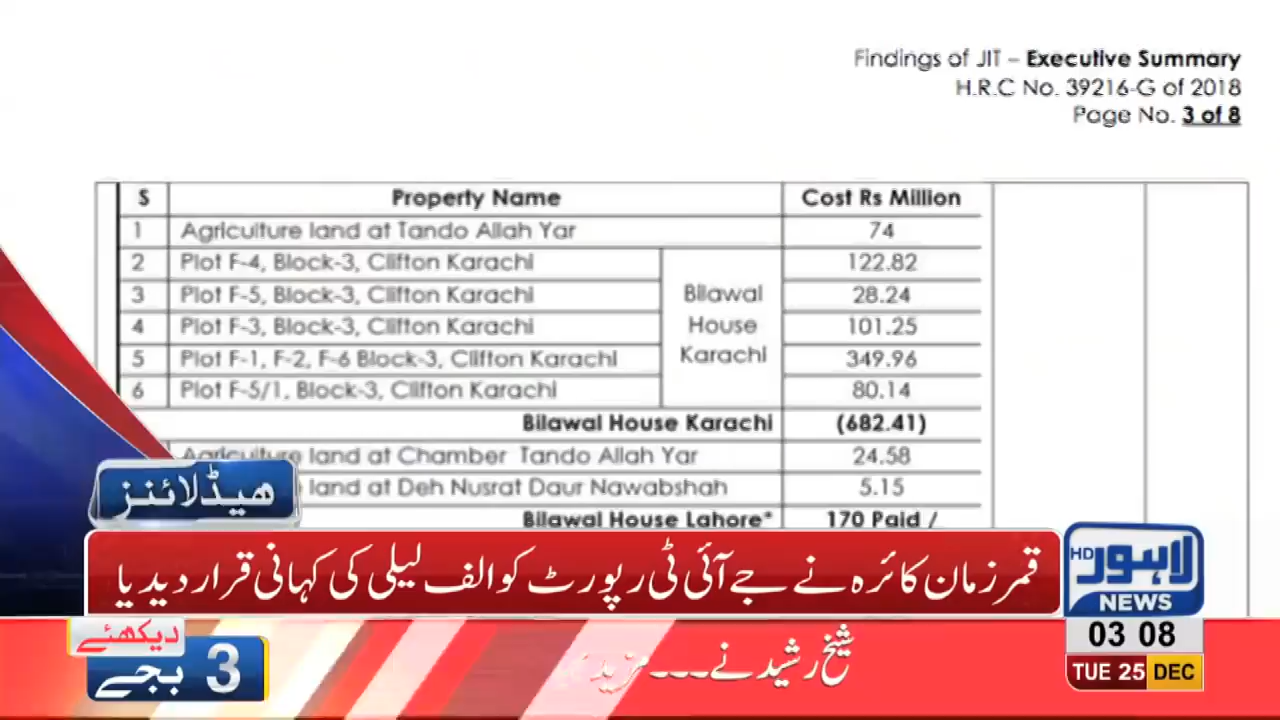 Findings of JIT – Executive Summary
H.R.C No. 39216-G of 2018
Page No. 3 of 8
S Property Name Cost Rs Million
1 Agriculture land at Tando Allah Yar 74
2 Plot F-4, Block-3, Clifton Karachi 122.82
3 Plot F-5, Block-3, Clifton Karachi 28.24
4 Plot F-3, Block-3, Clifton Karachi 101.25
5 Plot F-1, F-2, F-6 Block-3, Clifton Karachi 349.96
6 Plot F-5/1, Block-3, Clifton Karachi 80.14
Bilawal
House
Karachi
Bilawal House Karachi (682.41)
Agriculture land at Chamber Tando Allah Yar 24.58
land at Deh Nusrat Daur Nawabshah 5.15
Bilawal House Lahore* 170 Paid /
ھیڈلائنز
قمر زمان کائرہ نے جے آئی ٹی رپورٹ کو الف لیلی کی کہانی قرار دیدیا
HD
لاہور
NEWS
دیکھئے
3 بجے
شیخ رشید نے۔۔۔ مزید
03 08
TUE 25 DEC